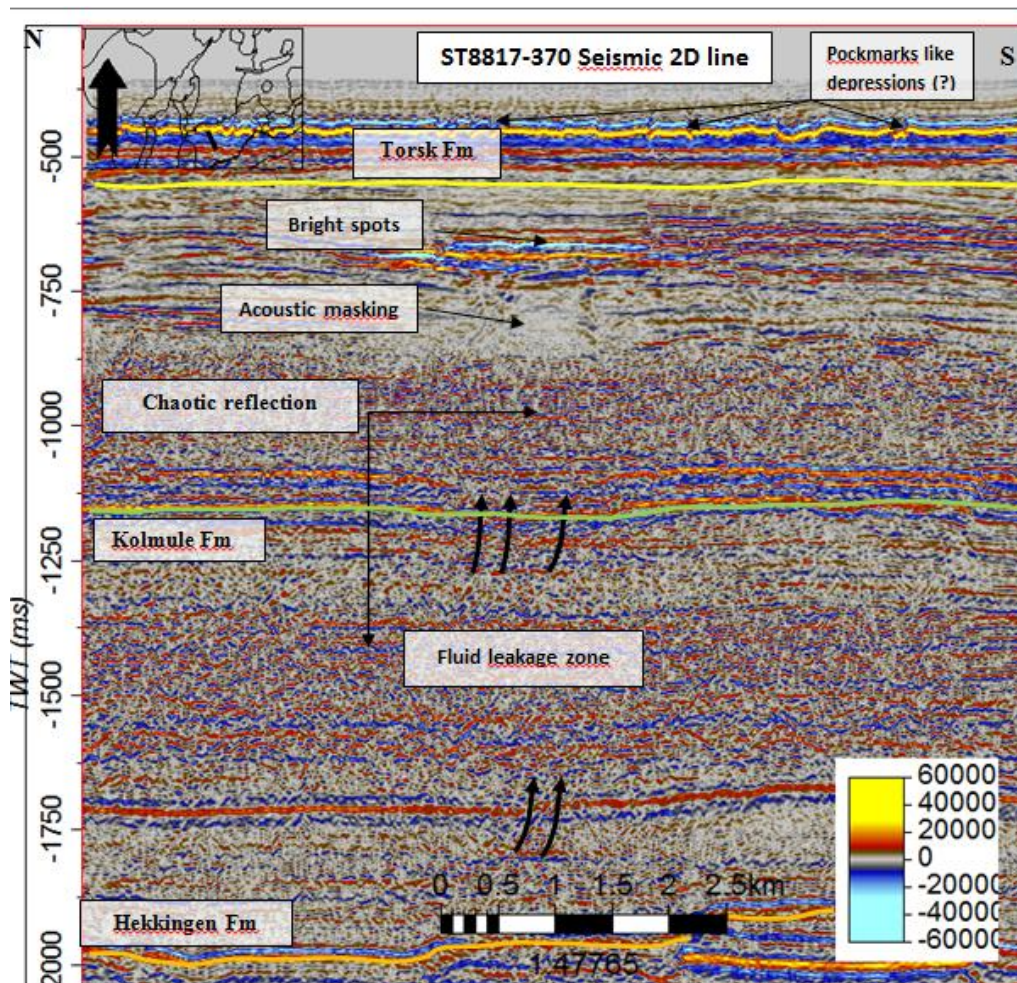 N
ST8817-370 Seismic 2D line
Pockmarks like
depressions (?)
S
Torsk Fm
-500
Bright spots
-750
Acoustic masking
Chaotic reflection
-1000
Kolmule Fm
-1250
TWT (ms)
Fluid leakage zone
-1500
-1750
60000
40000
20000
0
-20000
-40000
-60000
0 0.5 1 1.5 2 2.5km
1:47765
Hekkingen Fm
-2000